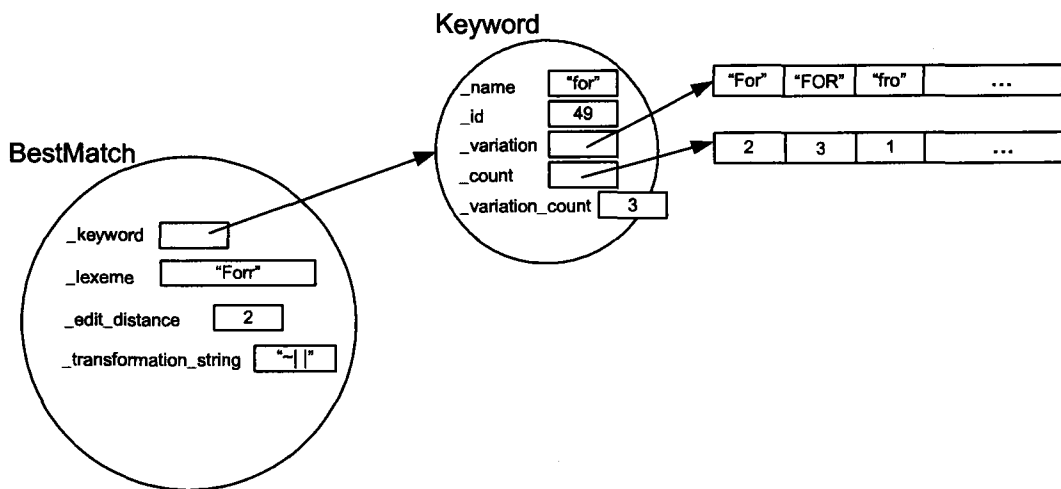 Keyword
_name "for"
_id 49
_variation
_count
_variation_count 3
"For" "FOR" "fro" ...
2 3 1 ...
BestMatch
_keyword
_lexeme "Forr"
_edit_distance 2
_transformation_string "~| |"